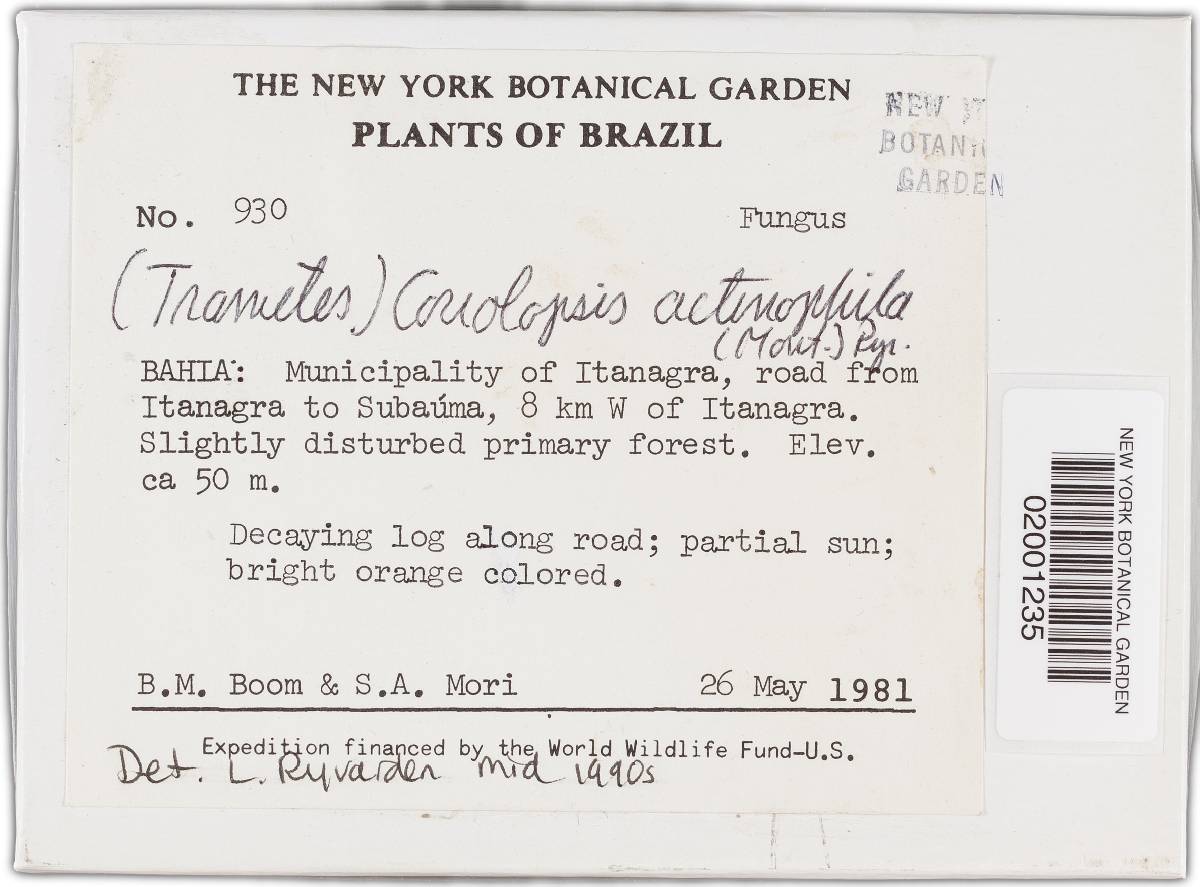 THE NEW YORK BOTANICAL GARDEN
PLANTS OF BRAZIL
NEW Y
BOTAN
GARDEN
No. 930
Fungus
(Trametes) Coriolopsis actinophila
(Mont.) Ryv.
BAHIA: Municipality of Itanagra, road from
Itanagra to Subaúma, 8 km W of Itanagra.
Slightly disturbed primary forest. Elev.
ca 50 m.
Decaying log along road; partial sun;
bright orange colored.
B.M. Boom & S.A. Mori 26 May 1981
Expedition financed by the World Wildlife Fund-U.S.
Det. L. Ryvarden mid 1990s
NEW YORK BOTANICAL GARDEN
02001235